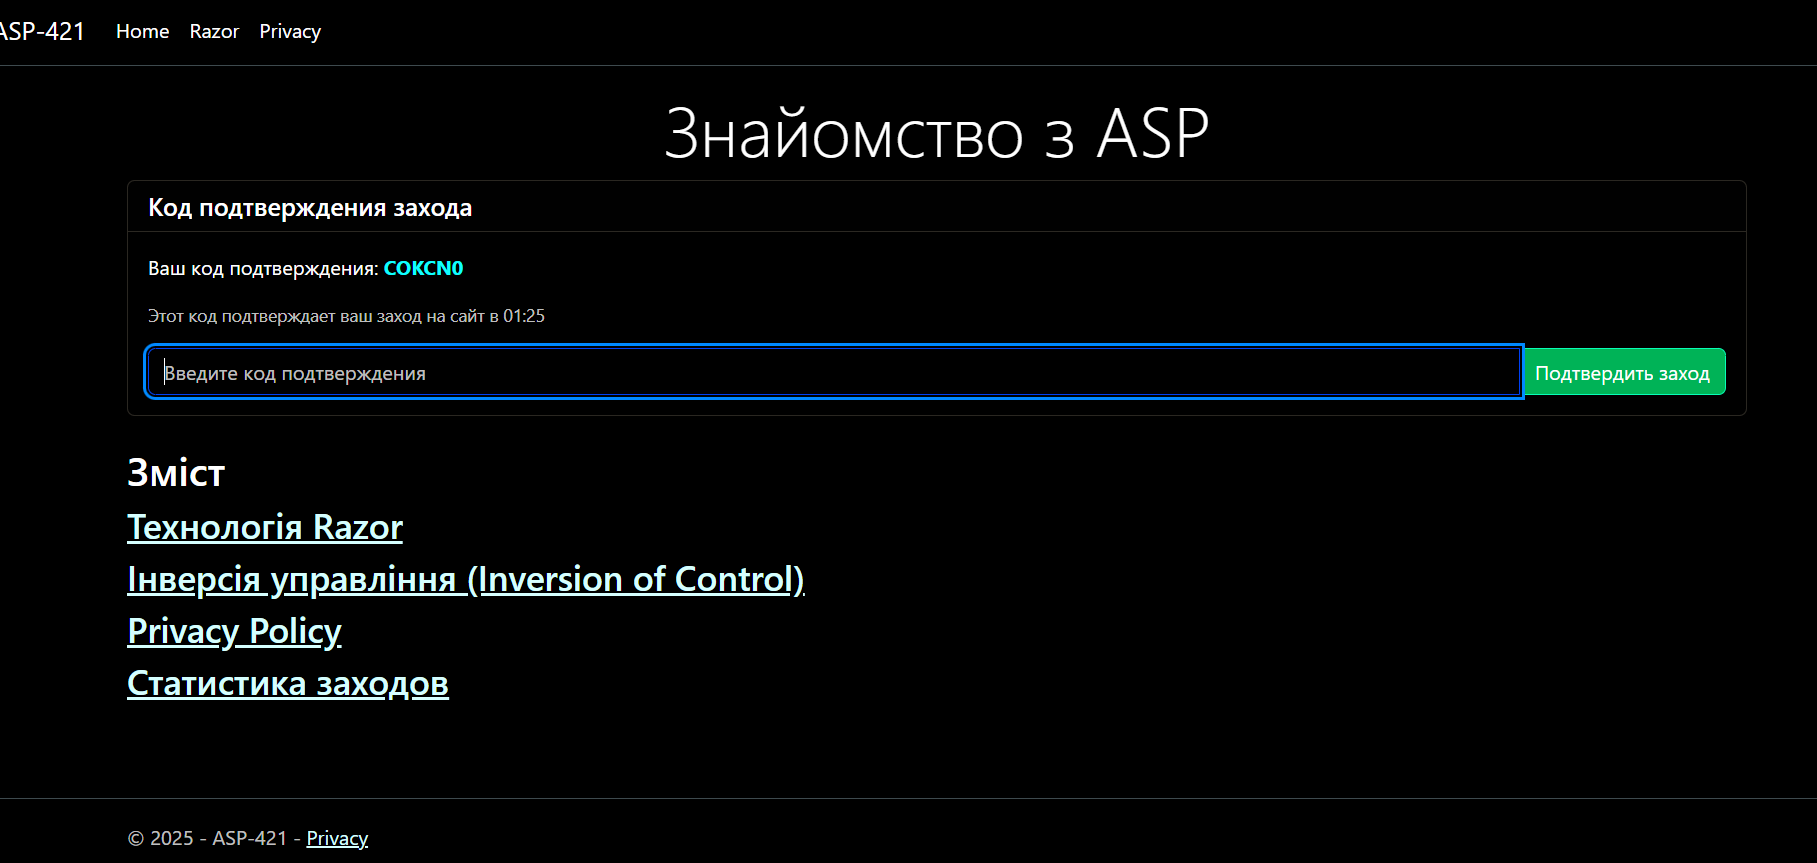 ASP-421 Home Razor Privacy
Знайомство з ASP
Код подтверждения захода
Ваш код подтверждения: COKCN0
Этот код подтверждает ваш заход на сайт в 01:25
Введите код подтверждения
Подтвердить заход
Зміст
Технологія Razor
Інверсія управління (Inversion of Control)
Privacy Policy
Статистика заходов
© 2025 - ASP-421 - Privacy